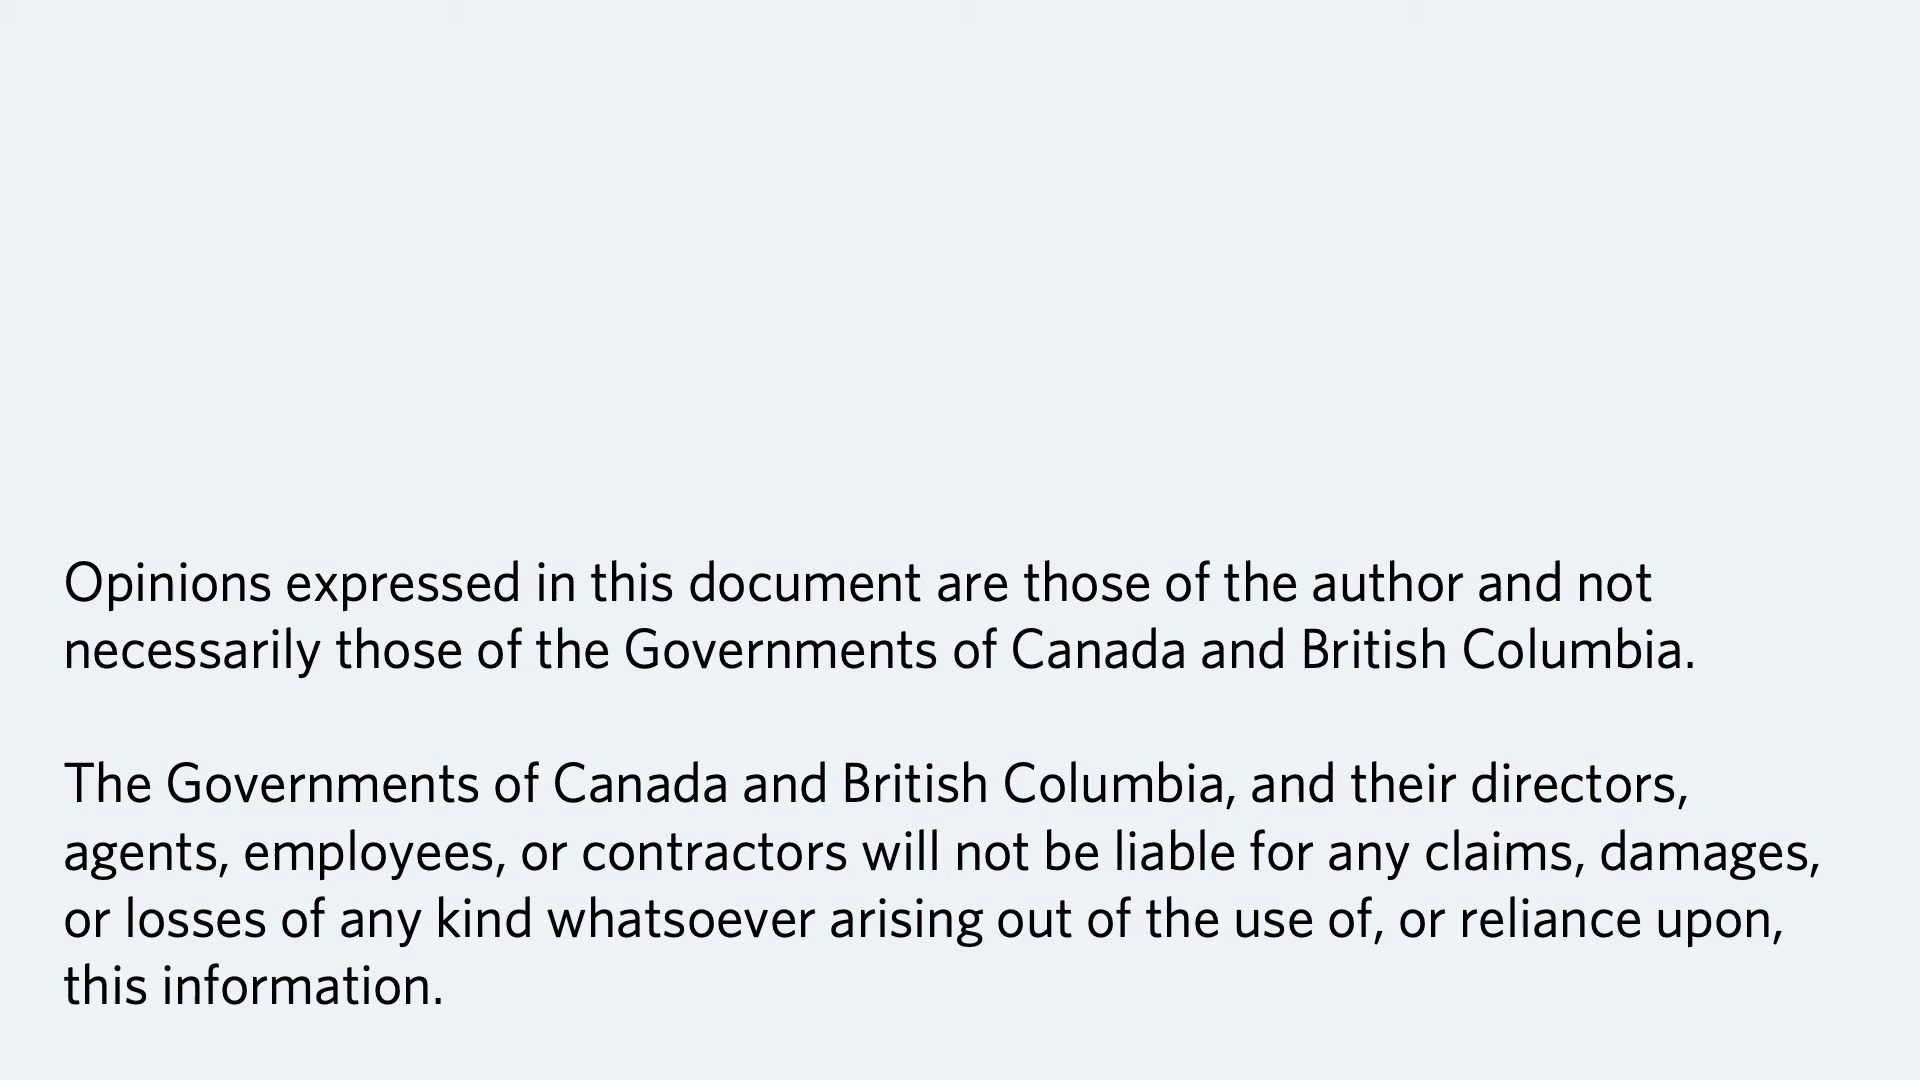 Opinions expressed in this document are those of the author and not
necessarily those of the Governments of Canada and British Columbia.
The Governments of Canada and British Columbia, and their directors,
agents, employees, or contractors will not be liable for any claims, damages,
or losses of any kind whatsoever arising out of the use of, or reliance upon,
this information.